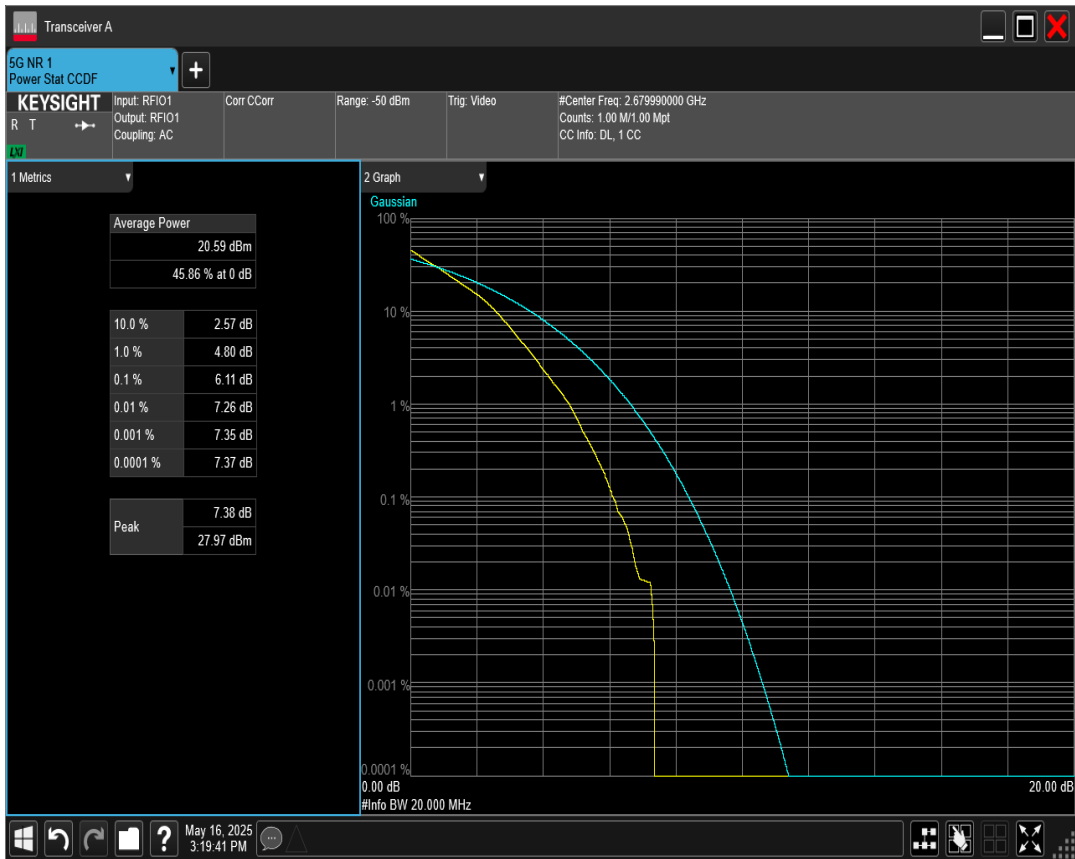 Transceiver A
5G NR 1
Power Stat CCDF
KEYSIGHT
R T
LXI
Input: RFIO1
Output: RFIO1
Coupling: AC
Corr CCorr
Range: -50 dBm
Trig: Video
#Center Freq: 2.679990000 GHz
Counts: 1.00 M/1.00 Mpt
CC Info: DL, 1 CC
1 Metrics
Average Power
20.59 dBm
45.86 % at 0 dB
10.0 % 2.57 dB
1.0 % 4.80 dB
0.1 % 6.11 dB
0.01 % 7.26 dB
0.001 % 7.35 dB
0.0001 % 7.37 dB
Peak
7.38 dB
27.97 dBm
2 Graph
Gaussian
100 %
10 %
1 %
0.1 %
0.01 %
0.001 %
0.0001 %
0.00 dB 20.00 dB
#Info BW 20.000 MHz
May 16, 2025
3:19:41 PM